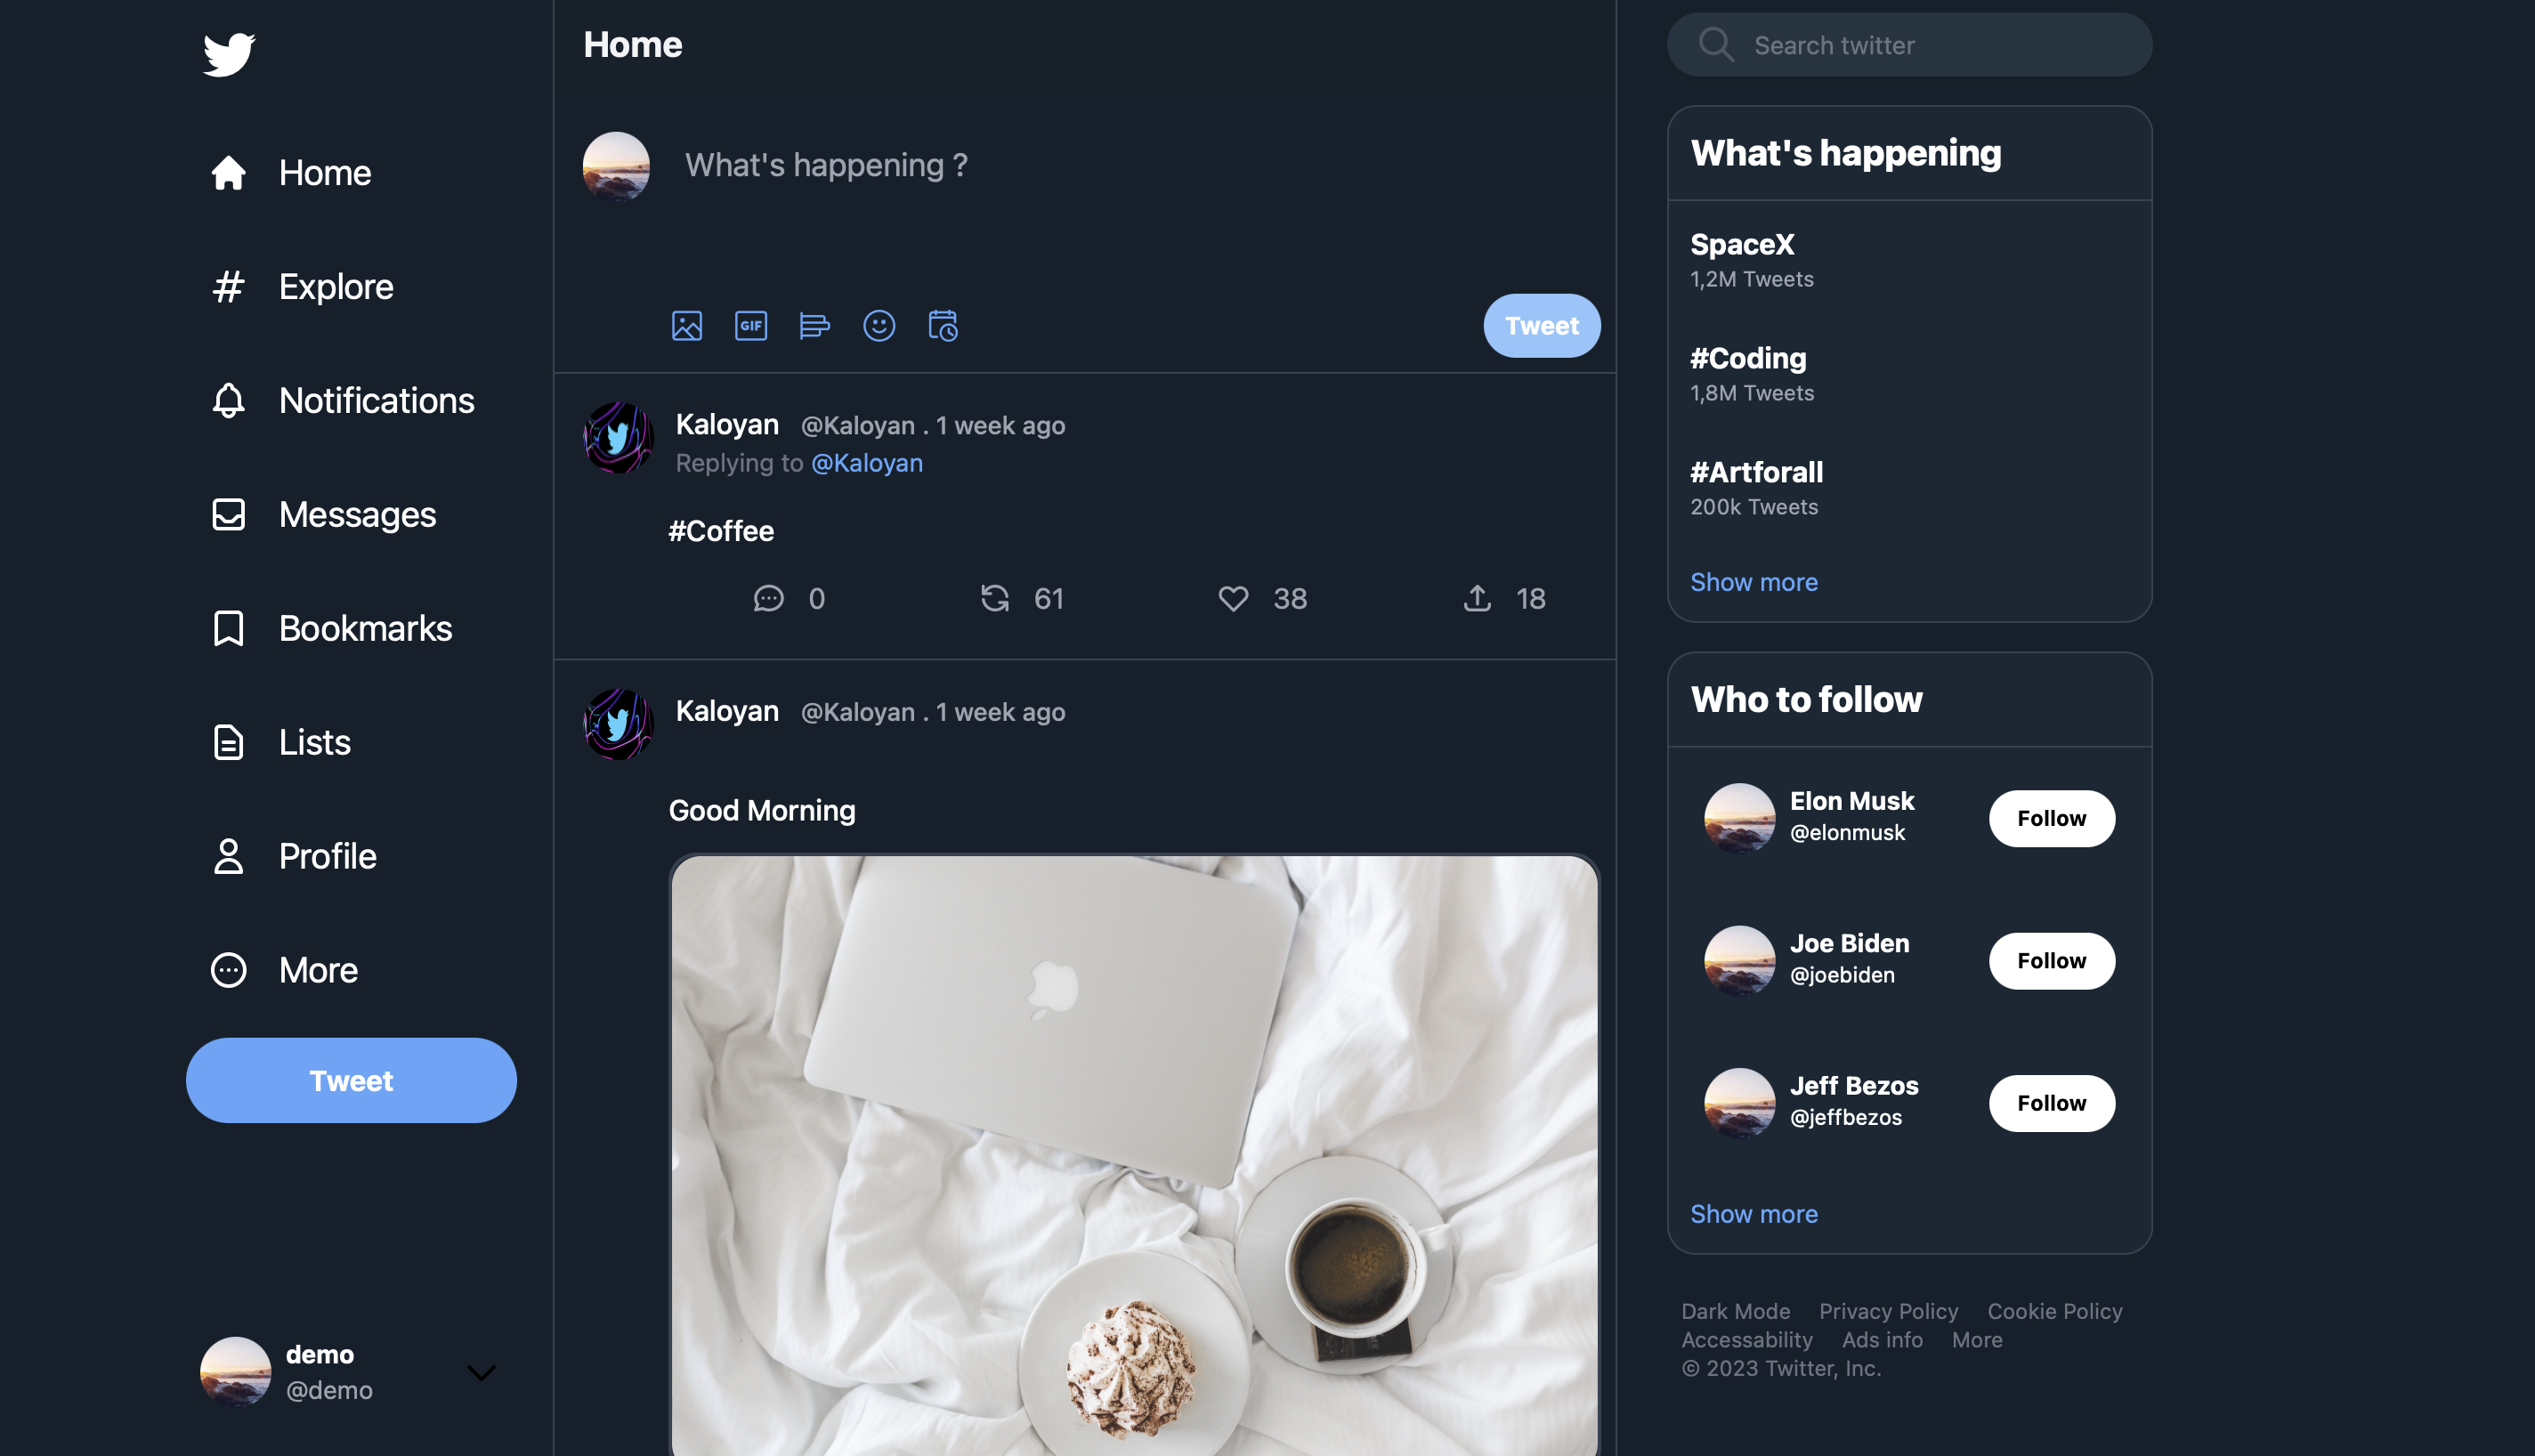 Home
Explore
Notifications
Messages
Bookmarks
Lists
Profile
More
Tweet
demo
@demo
Home
What's happening ?
GIF
Tweet
Kaloyan @Kaloyan . 1 week ago
Replying to @Kaloyan
#Coffee
0 61 38 18
Kaloyan @Kaloyan . 1 week ago
Good Morning
Search twitter
What's happening
SpaceX
1,2M Tweets
#Coding
1,8M Tweets
#Artforall
200k Tweets
Show more
Who to follow
Elon Musk
@elonmusk
Follow
Joe Biden
@joebiden
Follow
Jeff Bezos
@jeffbezos
Follow
Show more
Dark Mode Privacy Policy Cookie Policy
Accessability Ads info More
© 2023 Twitter, Inc.